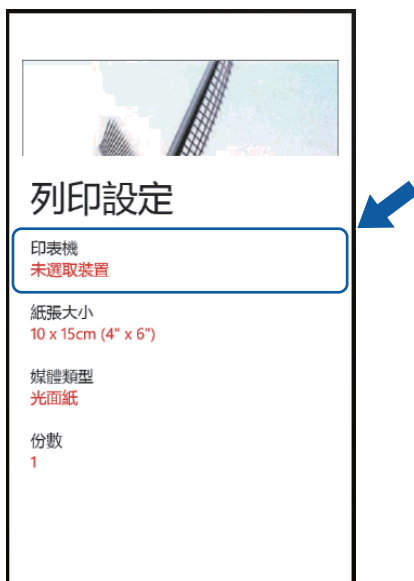 列印設定
印表機
未選取裝置
紙張大小
10 x 15cm (4" x 6")
媒體類型
光面紙
份數
1